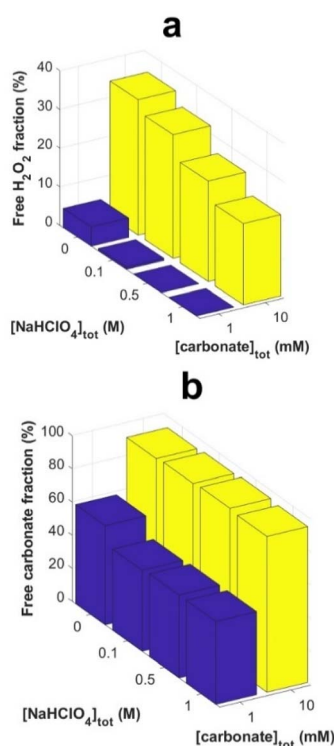 a
40
30
20
10
0
Free H2O2 fraction (%)
0
0.1
0.5
1
1
10
[NaHClO4]tot (M)
[carbonate]tot (mM)
b
100
80
60
40
20
0
Free carbonate fraction (%)
0
0.1
0.5
1
1
10
[NaHClO4]tot (M)
[carbonate]tot (mM)